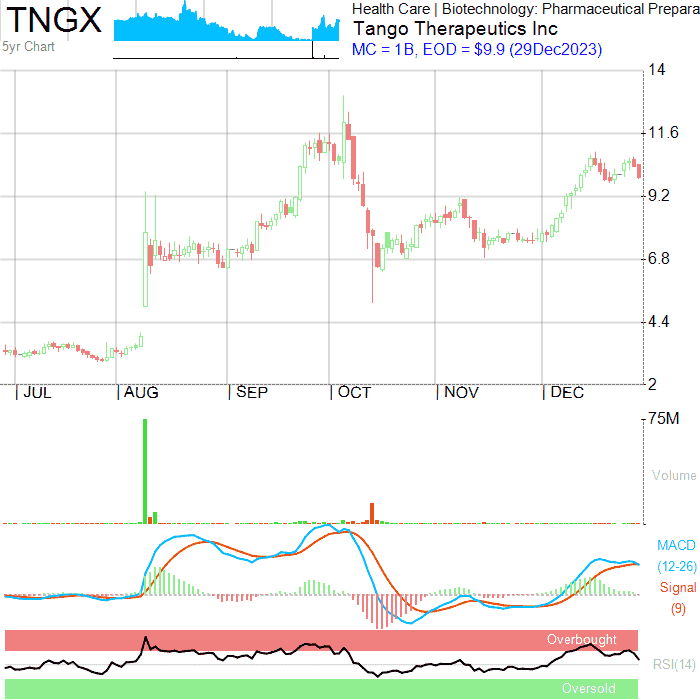 TNGX
5yr Chart
Health Care | Biotechnology: Pharmaceutical Prepara
Tango Therapeutics Inc
MC = 1B, EOD = $9.9 (29Dec2023)
14
11.6
9.2
6.8
4.4
2
JUL AUG SEP OCT NOV DEC
75M
Volume
MACD
(12-26)
Signal
(9)
Overbought
RSI(14)
Oversold